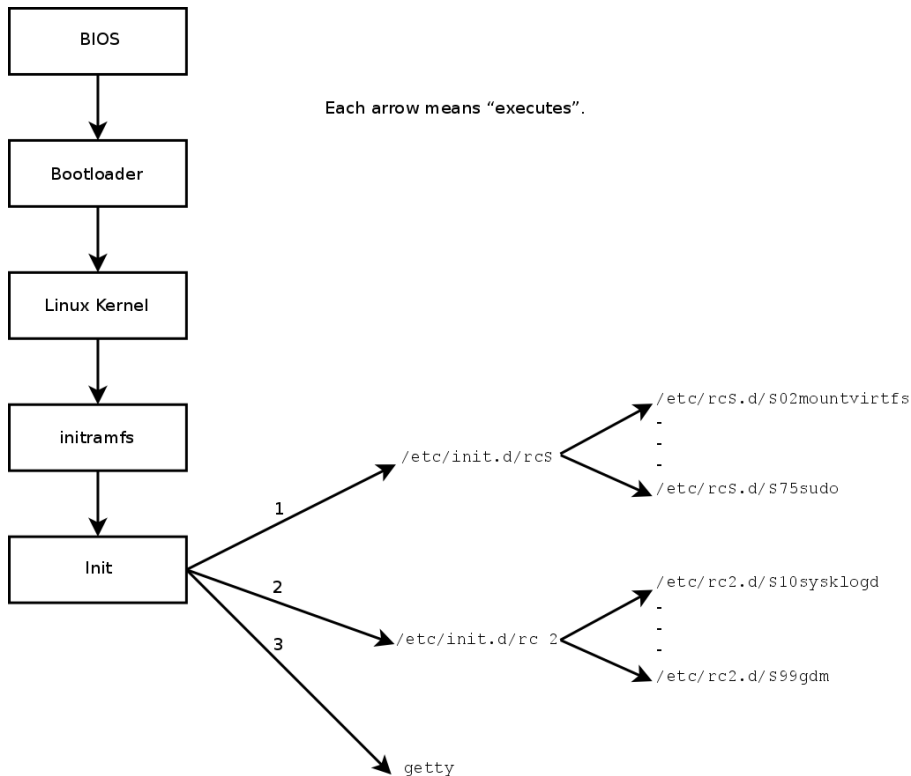 BIOS
Each arrow means “executes”.
Bootloader
Linux Kernel
initramfs
Init
1
2
3
/etc/init.d/rcS
/etc/rcS.d/S02mountvirtfs
-
-
-
/etc/rcS.d/S75sudo
/etc/init.d/rc 2
/etc/rc2.d/S10sysklogd
-
-
-
/etc/rc2.d/S99gdm
getty